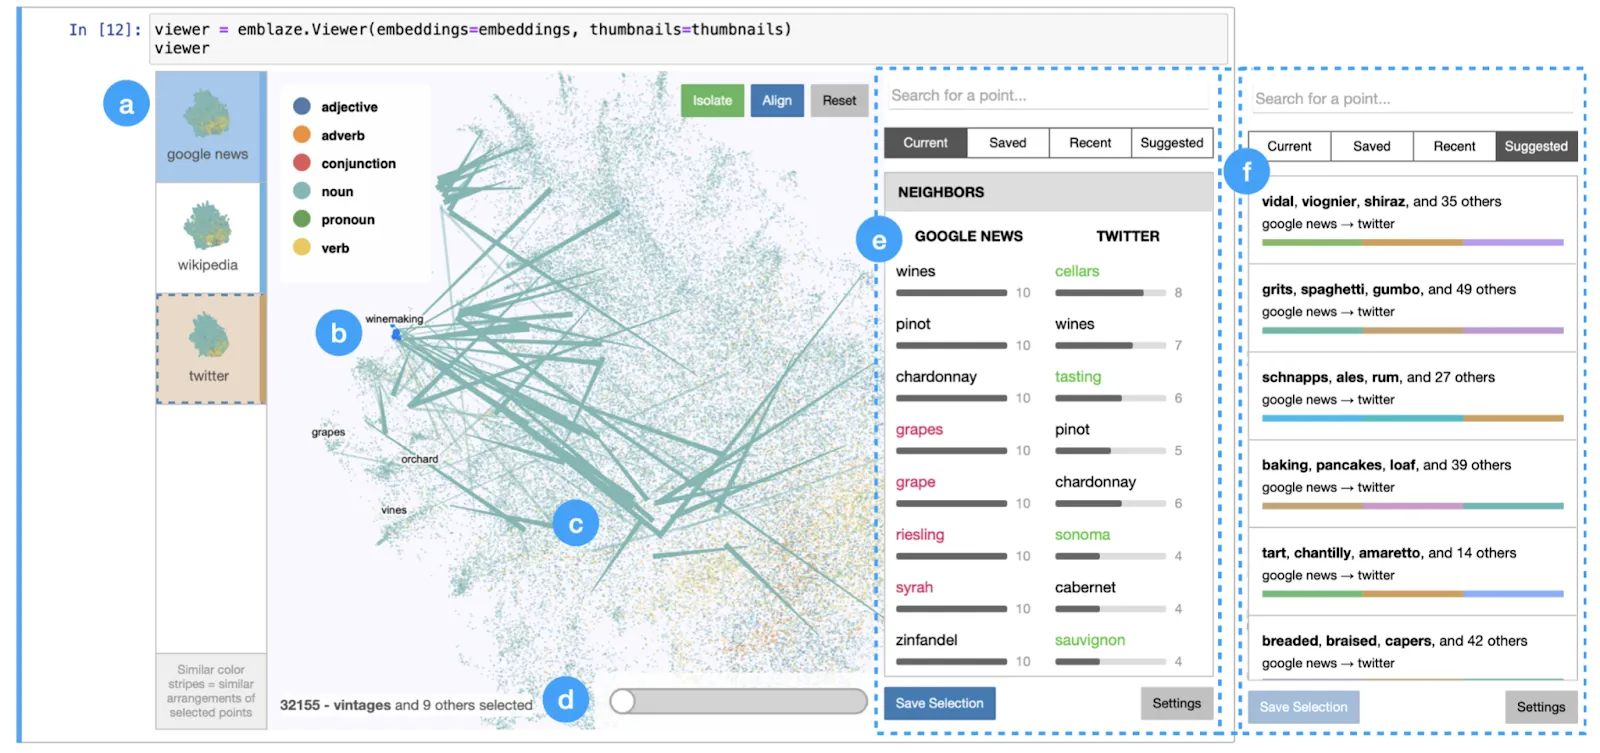 In [12]:
viewer = emblaze.Viewer(embeddings=embeddings, thumbnails=thumbnails)
viewer
a
google news
wikipedia
twitter
Similar color
stripes = similar
arrangements of
selected points
adjective
adverb
conjunction
noun
pronoun
verb
Isolate
Align
Reset
b
winemaking
grapes
orchard
vines
c
32155 - vintages and 9 others selected
d
Search for a point...
Current
Saved
Recent
Suggested
NEIGHBORS
e
GOOGLE NEWS
TWITTER
wines
10
cellars
8
pinot
10
wines
7
chardonnay
10
tasting
6
grapes
10
pinot
5
grape
10
chardonnay
6
riesling
10
sonoma
4
syrah
10
cabernet
4
zinfandel
10
sauvignon
4
Save Selection
Settings
Search for a point...
Current
Saved
Recent
Suggested
f
vidal, viognier, shiraz, and 35 others
google news → twitter
grits, spaghetti, gumbo, and 49 others
google news → twitter
schnapps, ales, rum, and 27 others
google news → twitter
baking, pancakes, loaf, and 39 others
google news → twitter
tart, chantilly, amaretto, and 14 others
google news → twitter
breaded, braised, capers, and 42 others
google news → twitter
Save Selection
Settings